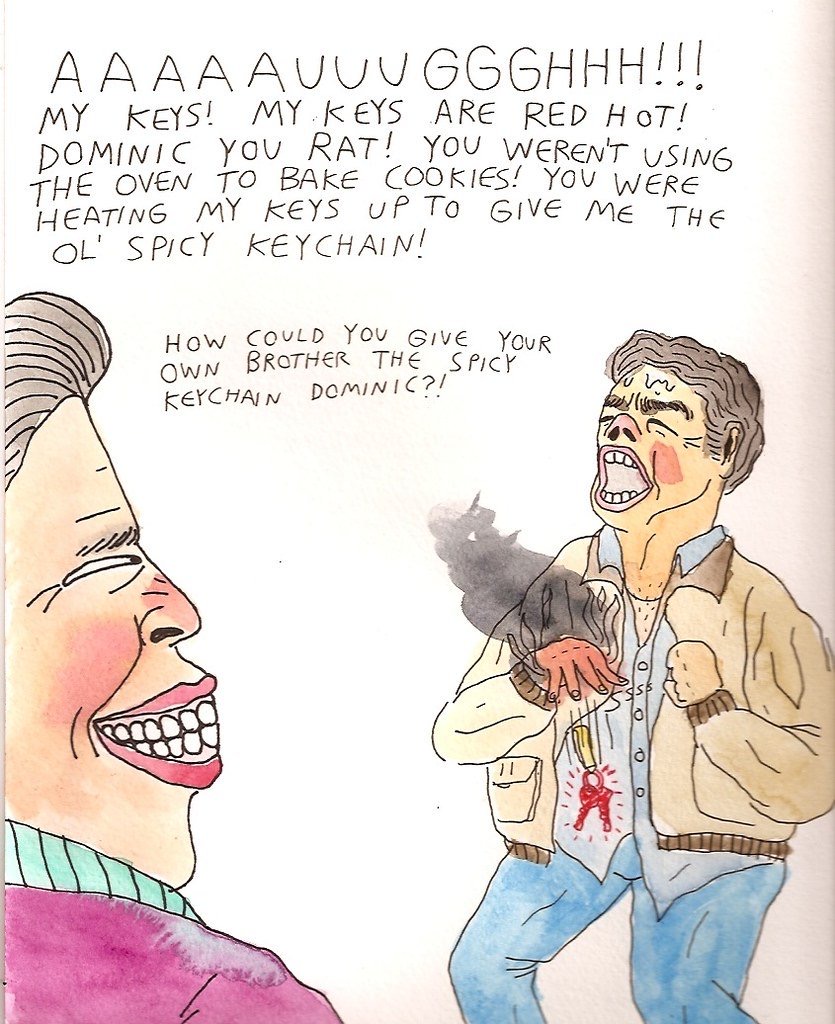 AAAAAUUUGGGHHH!!!
MY KEYS! MY KEYS ARE RED HOT!
DOMINIC YOU RAT! YOU WEREN'T USING
THE OVEN TO BAKE COOKIES! YOU WERE
HEATING MY KEYS UP TO GIVE ME THE
OL' SPICY KEYCHAIN!
HOW COULD YOU GIVE YOUR
OWN BROTHER THE SPICY
KEYCHAIN DOMINIC?!
SSSS